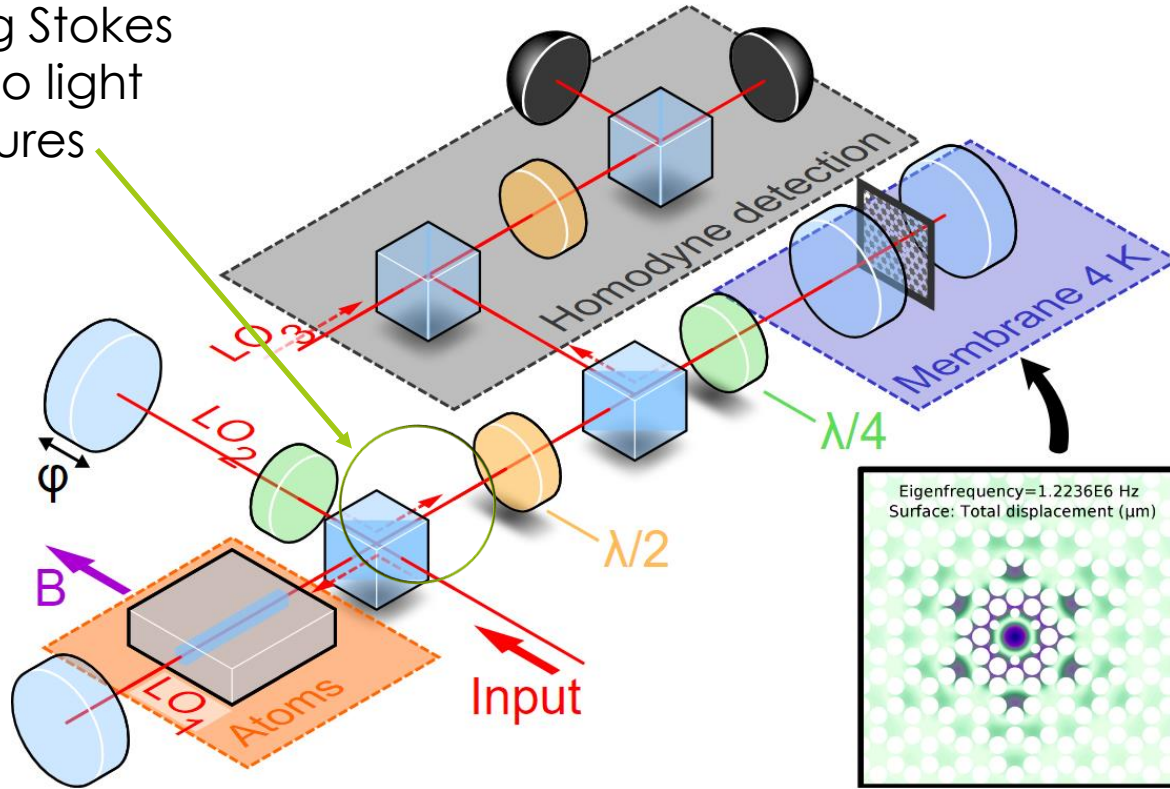 g Stokes
o light
ures
Homodyne detection
LO3
Membrane 4 K
LO2
λ/4
φ
λ/2
Eigenfrequency=1.2236E6 Hz
Surface: Total displacement (μm)
B
Input
LO1
Atoms